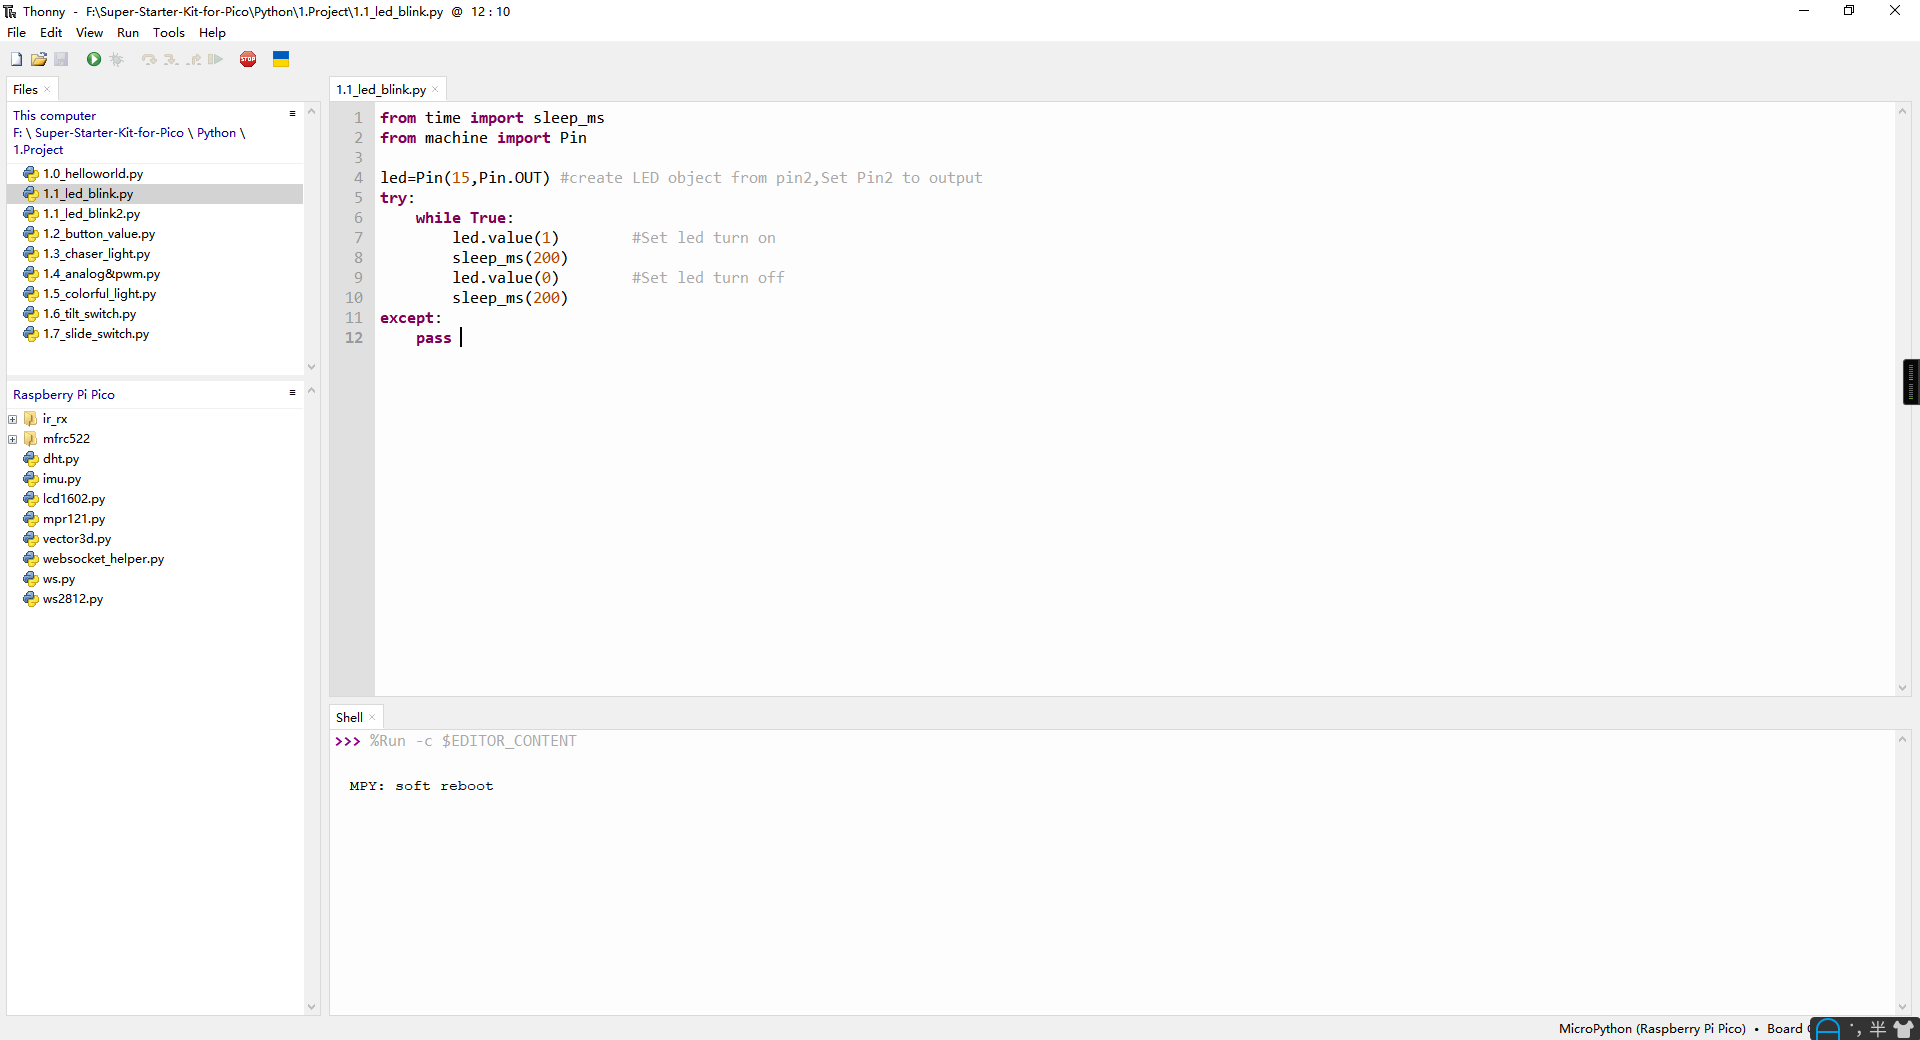 Thonny - F:\Super-Starter-Kit-for-Pico\Python\1.Project\1.1_led_blink.py @ 12 : 10
File Edit View Run Tools Help
STOP
Files
This computer
F: \ Super-Starter-Kit-for-Pico \ Python \
1.Project
1.0_helloworld.py
1.1_led_blink.py
1.1_led_blink2.py
1.2_button_value.py
1.3_chaser_light.py
1.4_analog&pwm.py
1.5_colorful_light.py
1.6_tilt_switch.py
1.7_slide_switch.py
Raspberry Pi Pico
ir_rx
mfrc522
dht.py
imu.py
lcd1602.py
mpr121.py
vector3d.py
websocket_helper.py
ws.py
ws2812.py
1.1_led_blink.py
1 from time import sleep_ms
2 from machine import Pin
3
4 led=Pin(15,Pin.OUT) #create LED object from pin2,Set Pin2 to output
5 try:
6     while True:
7         led.value(1)        #Set led turn on
8         sleep_ms(200)
9         led.value(0)        #Set led turn off
10         sleep_ms(200)
11 except:
12     pass
Shell
>>> %Run -c $EDITOR_CONTENT
MPY: soft reboot
MicroPython (Raspberry Pi Pico) • Board
半